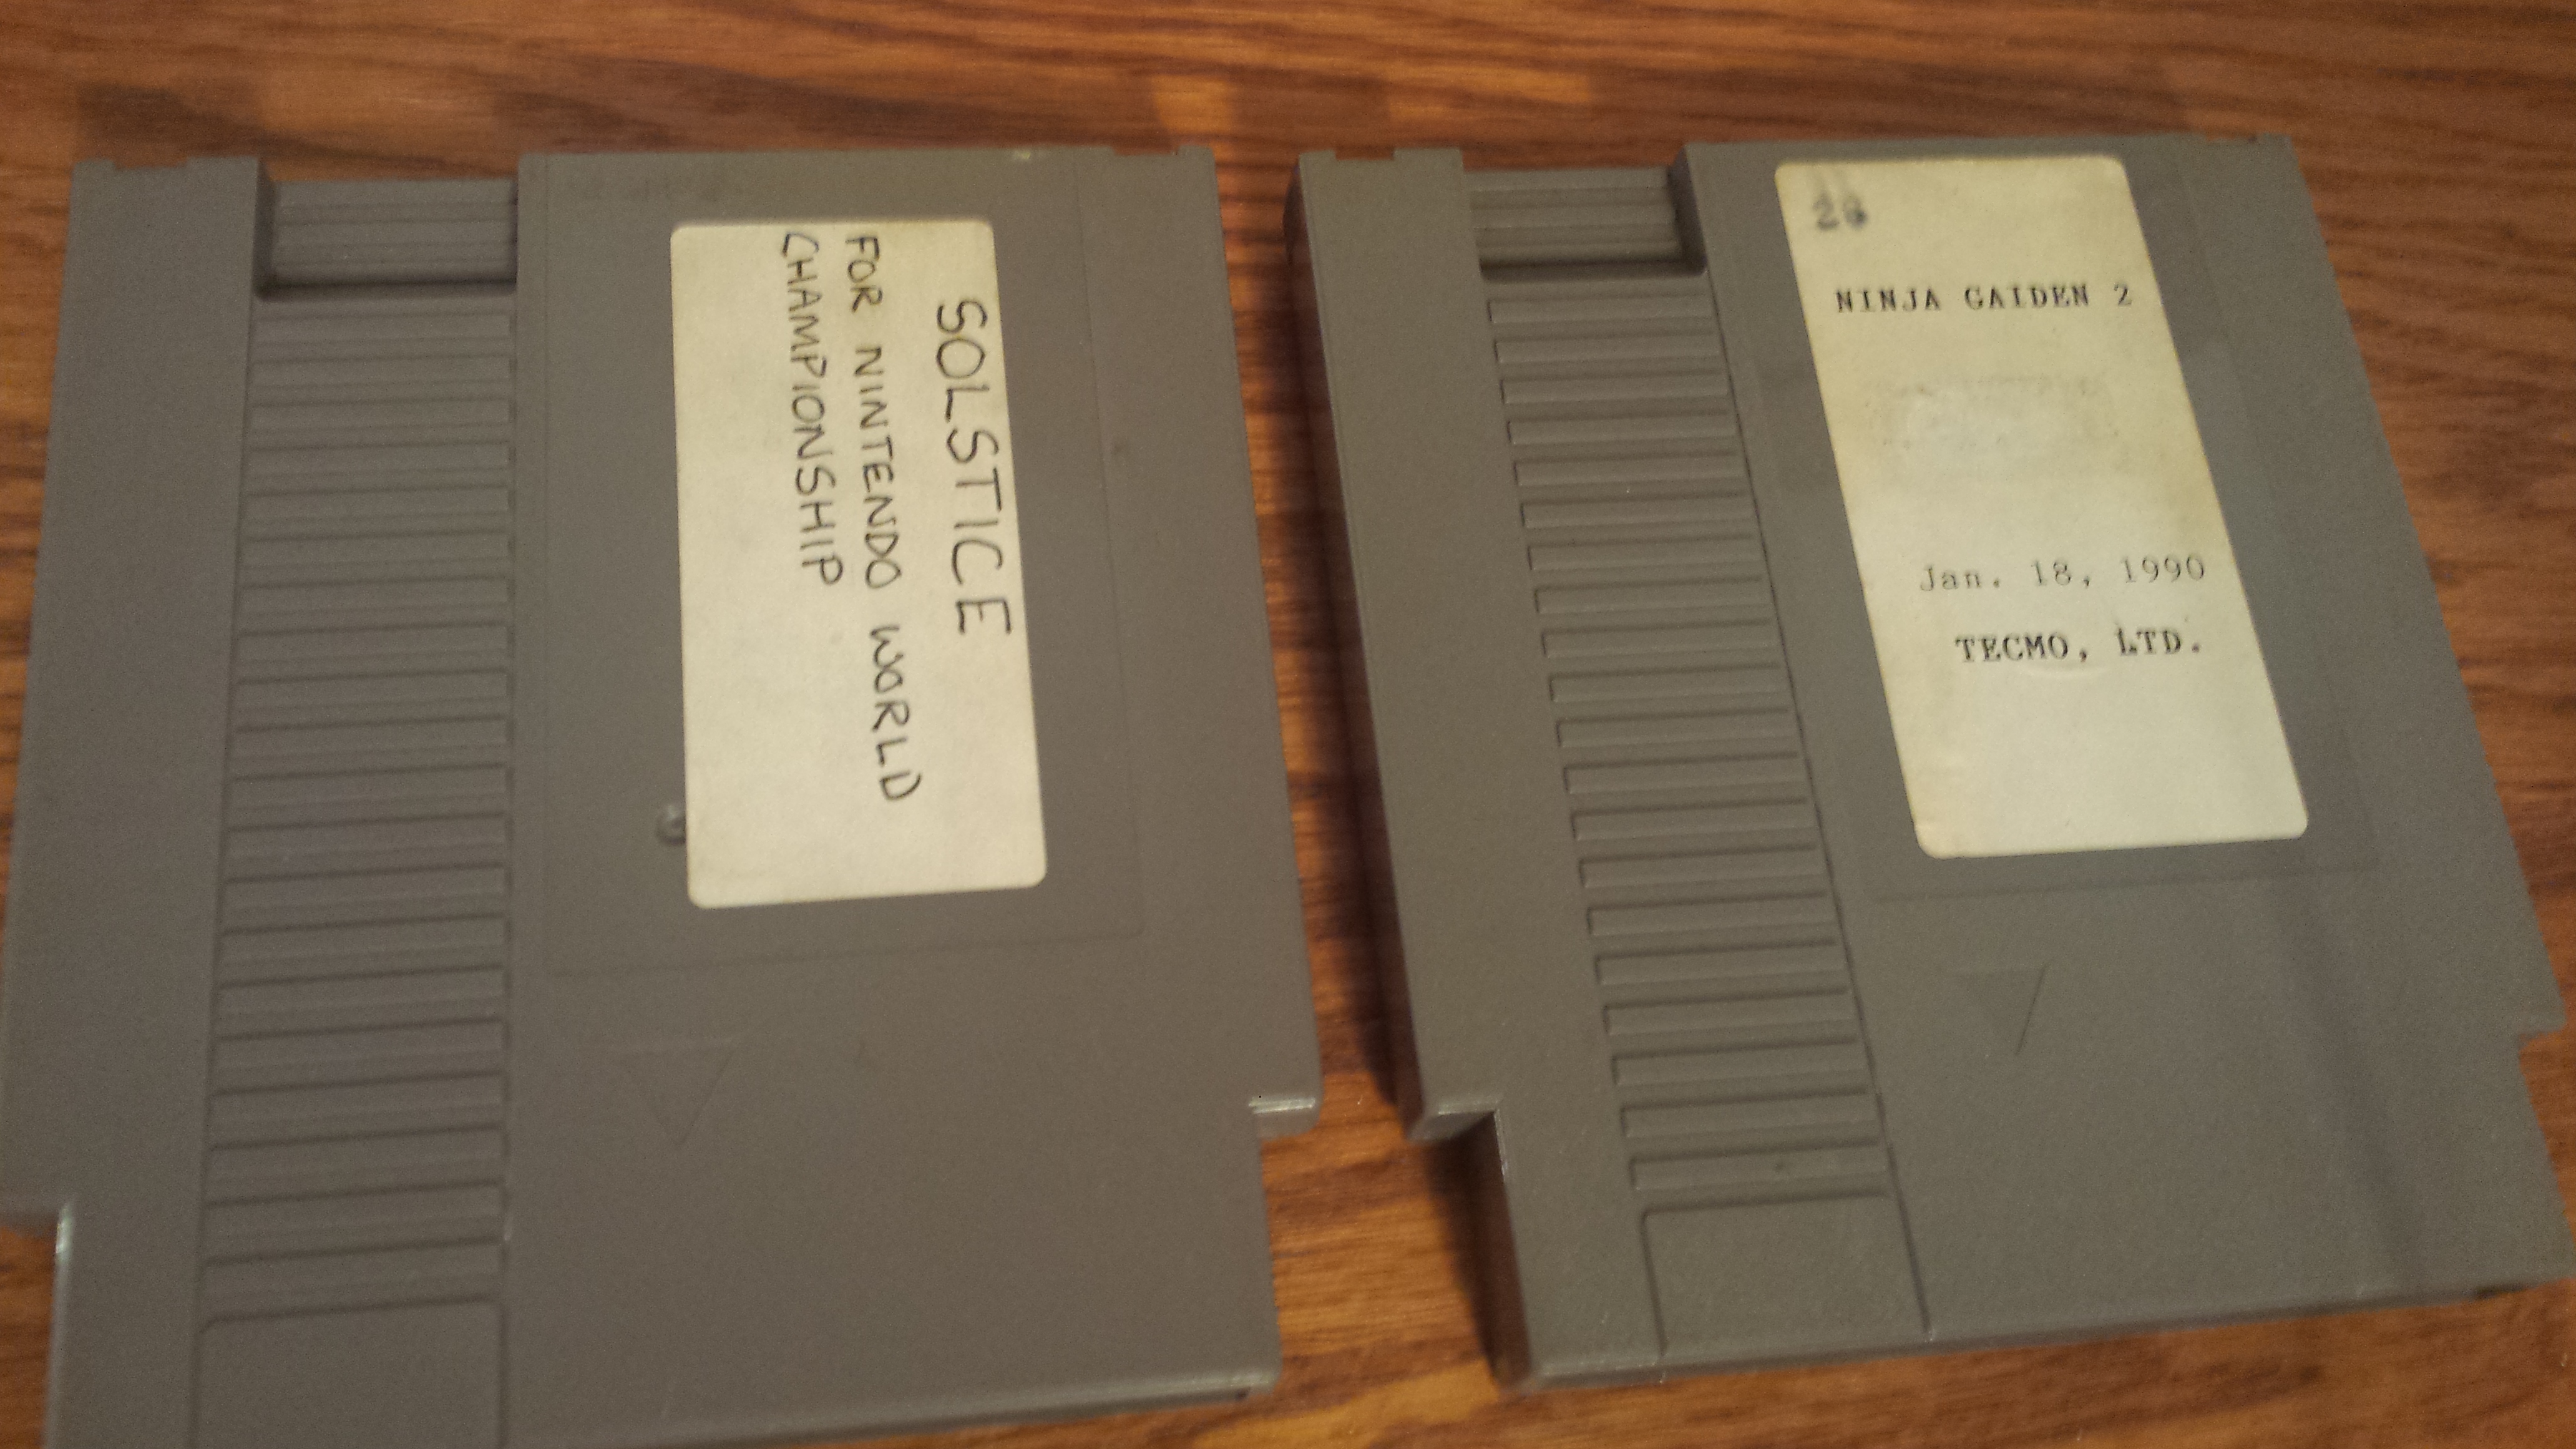 SOLSTICE
FOR NINTENDO WORLD
CHAMPIONSHIP
NINJA GAIDEN 2
Jan. 18, 1990
TECMO, LTD.